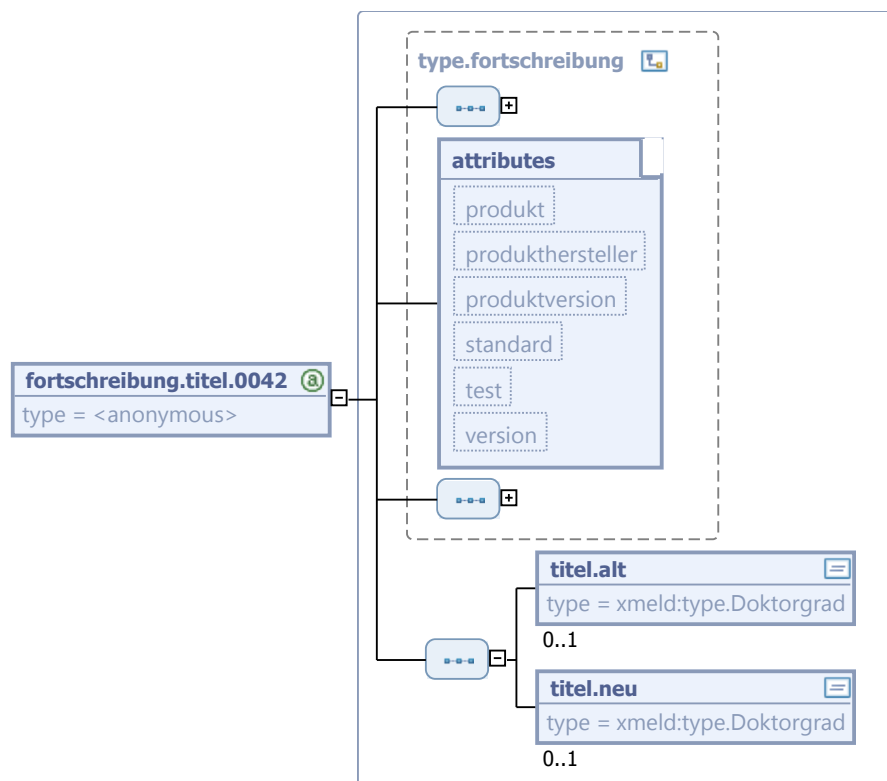 type.fortschreibung
attributes
produkt
produkthersteller
produktversion
standard
test
version
fortschreibung.titel.0042 a
type = <anonymous>
titel.alt
type = xmeld:type.Doktorgrad
0..1
titel.neu
type = xmeld:type.Doktorgrad
0..1